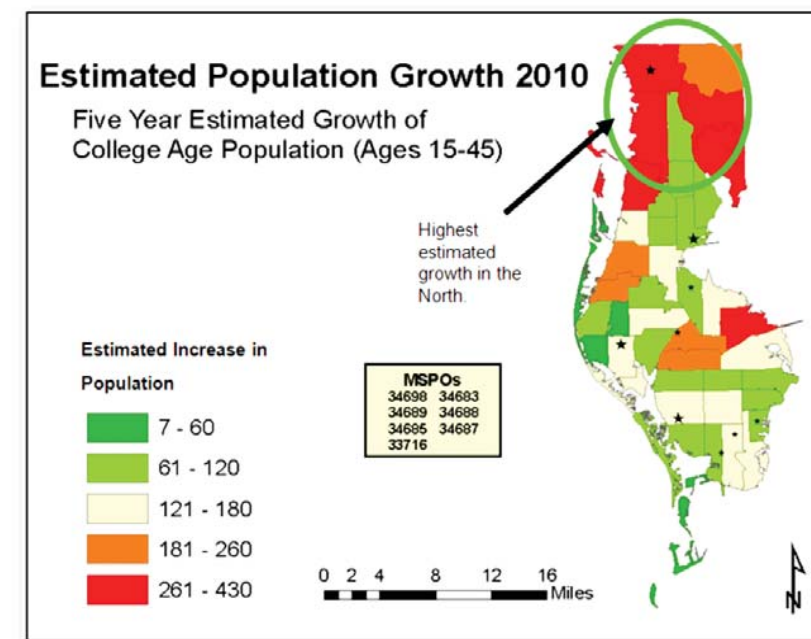 Estimated Population Growth 2010
Five Year Estimated Growth of
College Age Population (Ages 15-45)
Highest
estimated
growth in the
North.
Estimated Increase in
Population
7 - 60
61 - 120
121 - 180
181 - 260
261 - 430
MSPOs
34698 34683
34689 34688
34685 34687
33716
0 2 4 8 12 16
Miles
N